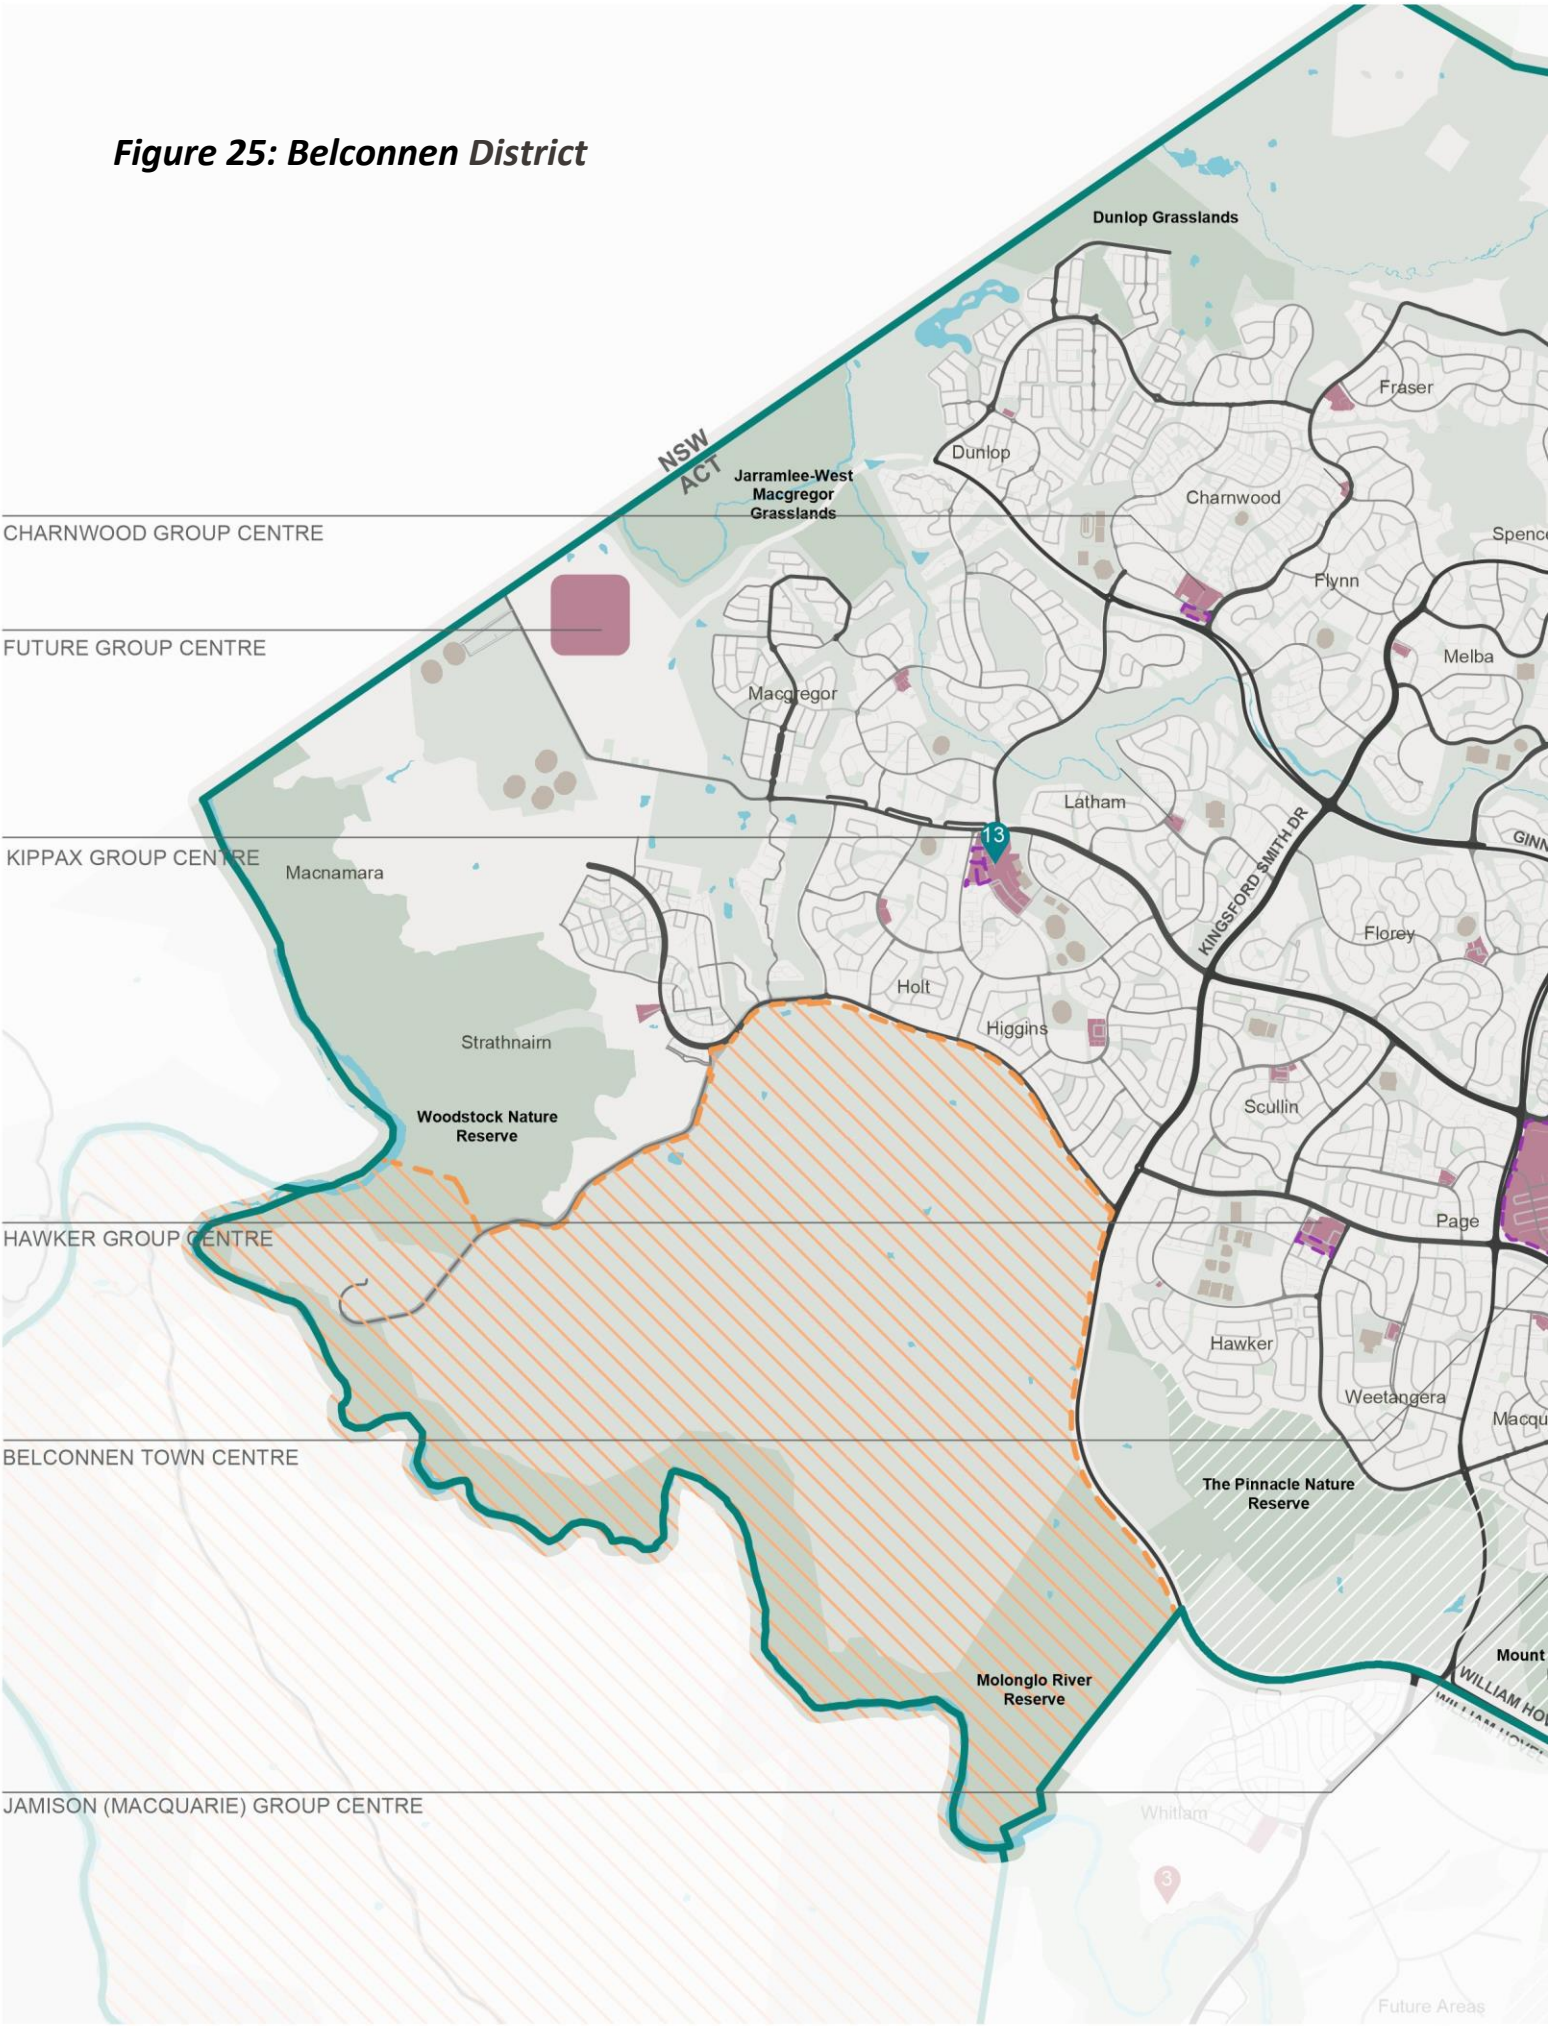 Figure 25: Belconnen District
Dunlop Grasslands
Fraser
NSW
ACT
Dunlop
Jarramlee-West
Macgregor
Grasslands
Charnwood
CHARNWOOD GROUP CENTRE
Spence
Flynn
FUTURE GROUP CENTRE
Melba
Macgregor
Latham
13
KINGSFORD SMITH DR
GINN
KIPPAX GROUP CENTRE
Macnamara
Florey
Holt
Higgins
Strathnairn
Scullin
Woodstock Nature
Reserve
Page
HAWKER GROUP CENTRE
Hawker
Weetangera
Macqu
BELCONNEN TOWN CENTRE
The Pinnacle Nature
Reserve
Mount
Molonglo River
Reserve
WILLIAM HOV
WILLIAM HOVEL
JAMISON (MACQUARIE) GROUP CENTRE
Whitlam
3
Future Areas